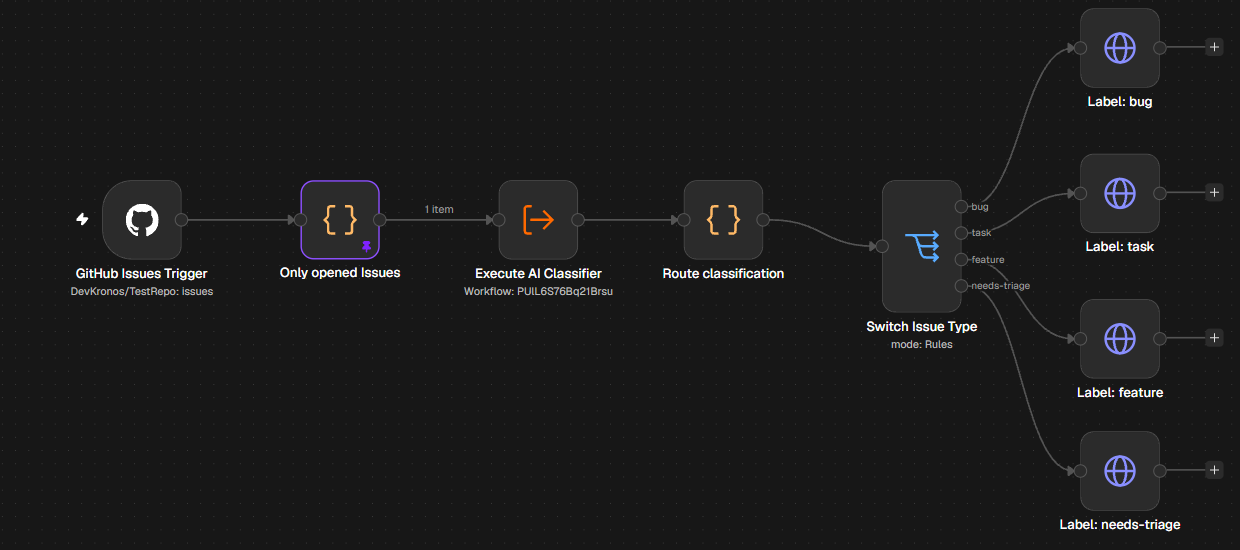 GitHub Issues Trigger
DevKronos/TestRepo: issues
Only opened Issues
1 item
Execute AI Classifier
Workflow: PUIL6S76Bq21Brsu
Route classification
Switch Issue Type
mode: Rules
bug
task
feature
needs-triage
Label: bug
Label: task
Label: feature
Label: needs-triage